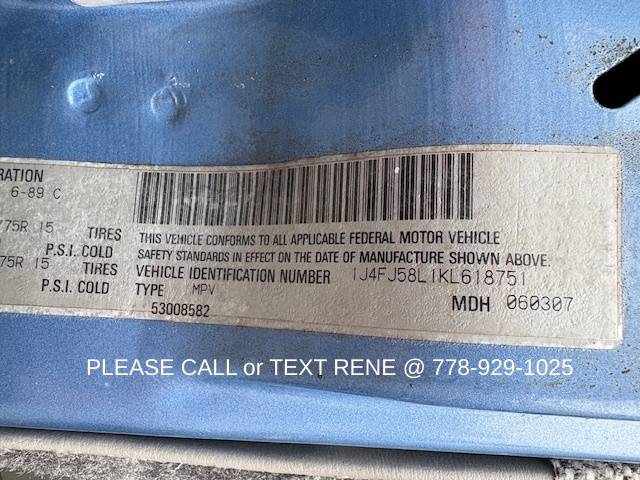 RATION
6-89 C
/75R 15 TIRES
P.S.I. COLD
75R 15 TIRES
P.S.I. COLD
THIS VEHICLE CONFORMS TO ALL APPLICABLE FEDERAL MOTOR VEHICLE
SAFETY STANDARDS IN EFFECT ON THE DATE OF MANUFACTURE SHOWN ABOVE.
VEHICLE IDENTIFICATION NUMBER 1J4FJ58L1KL618751
TYPE MPV
MDH 060307
53008582
PLEASE CALL or TEXT RENE @ 778-929-1025